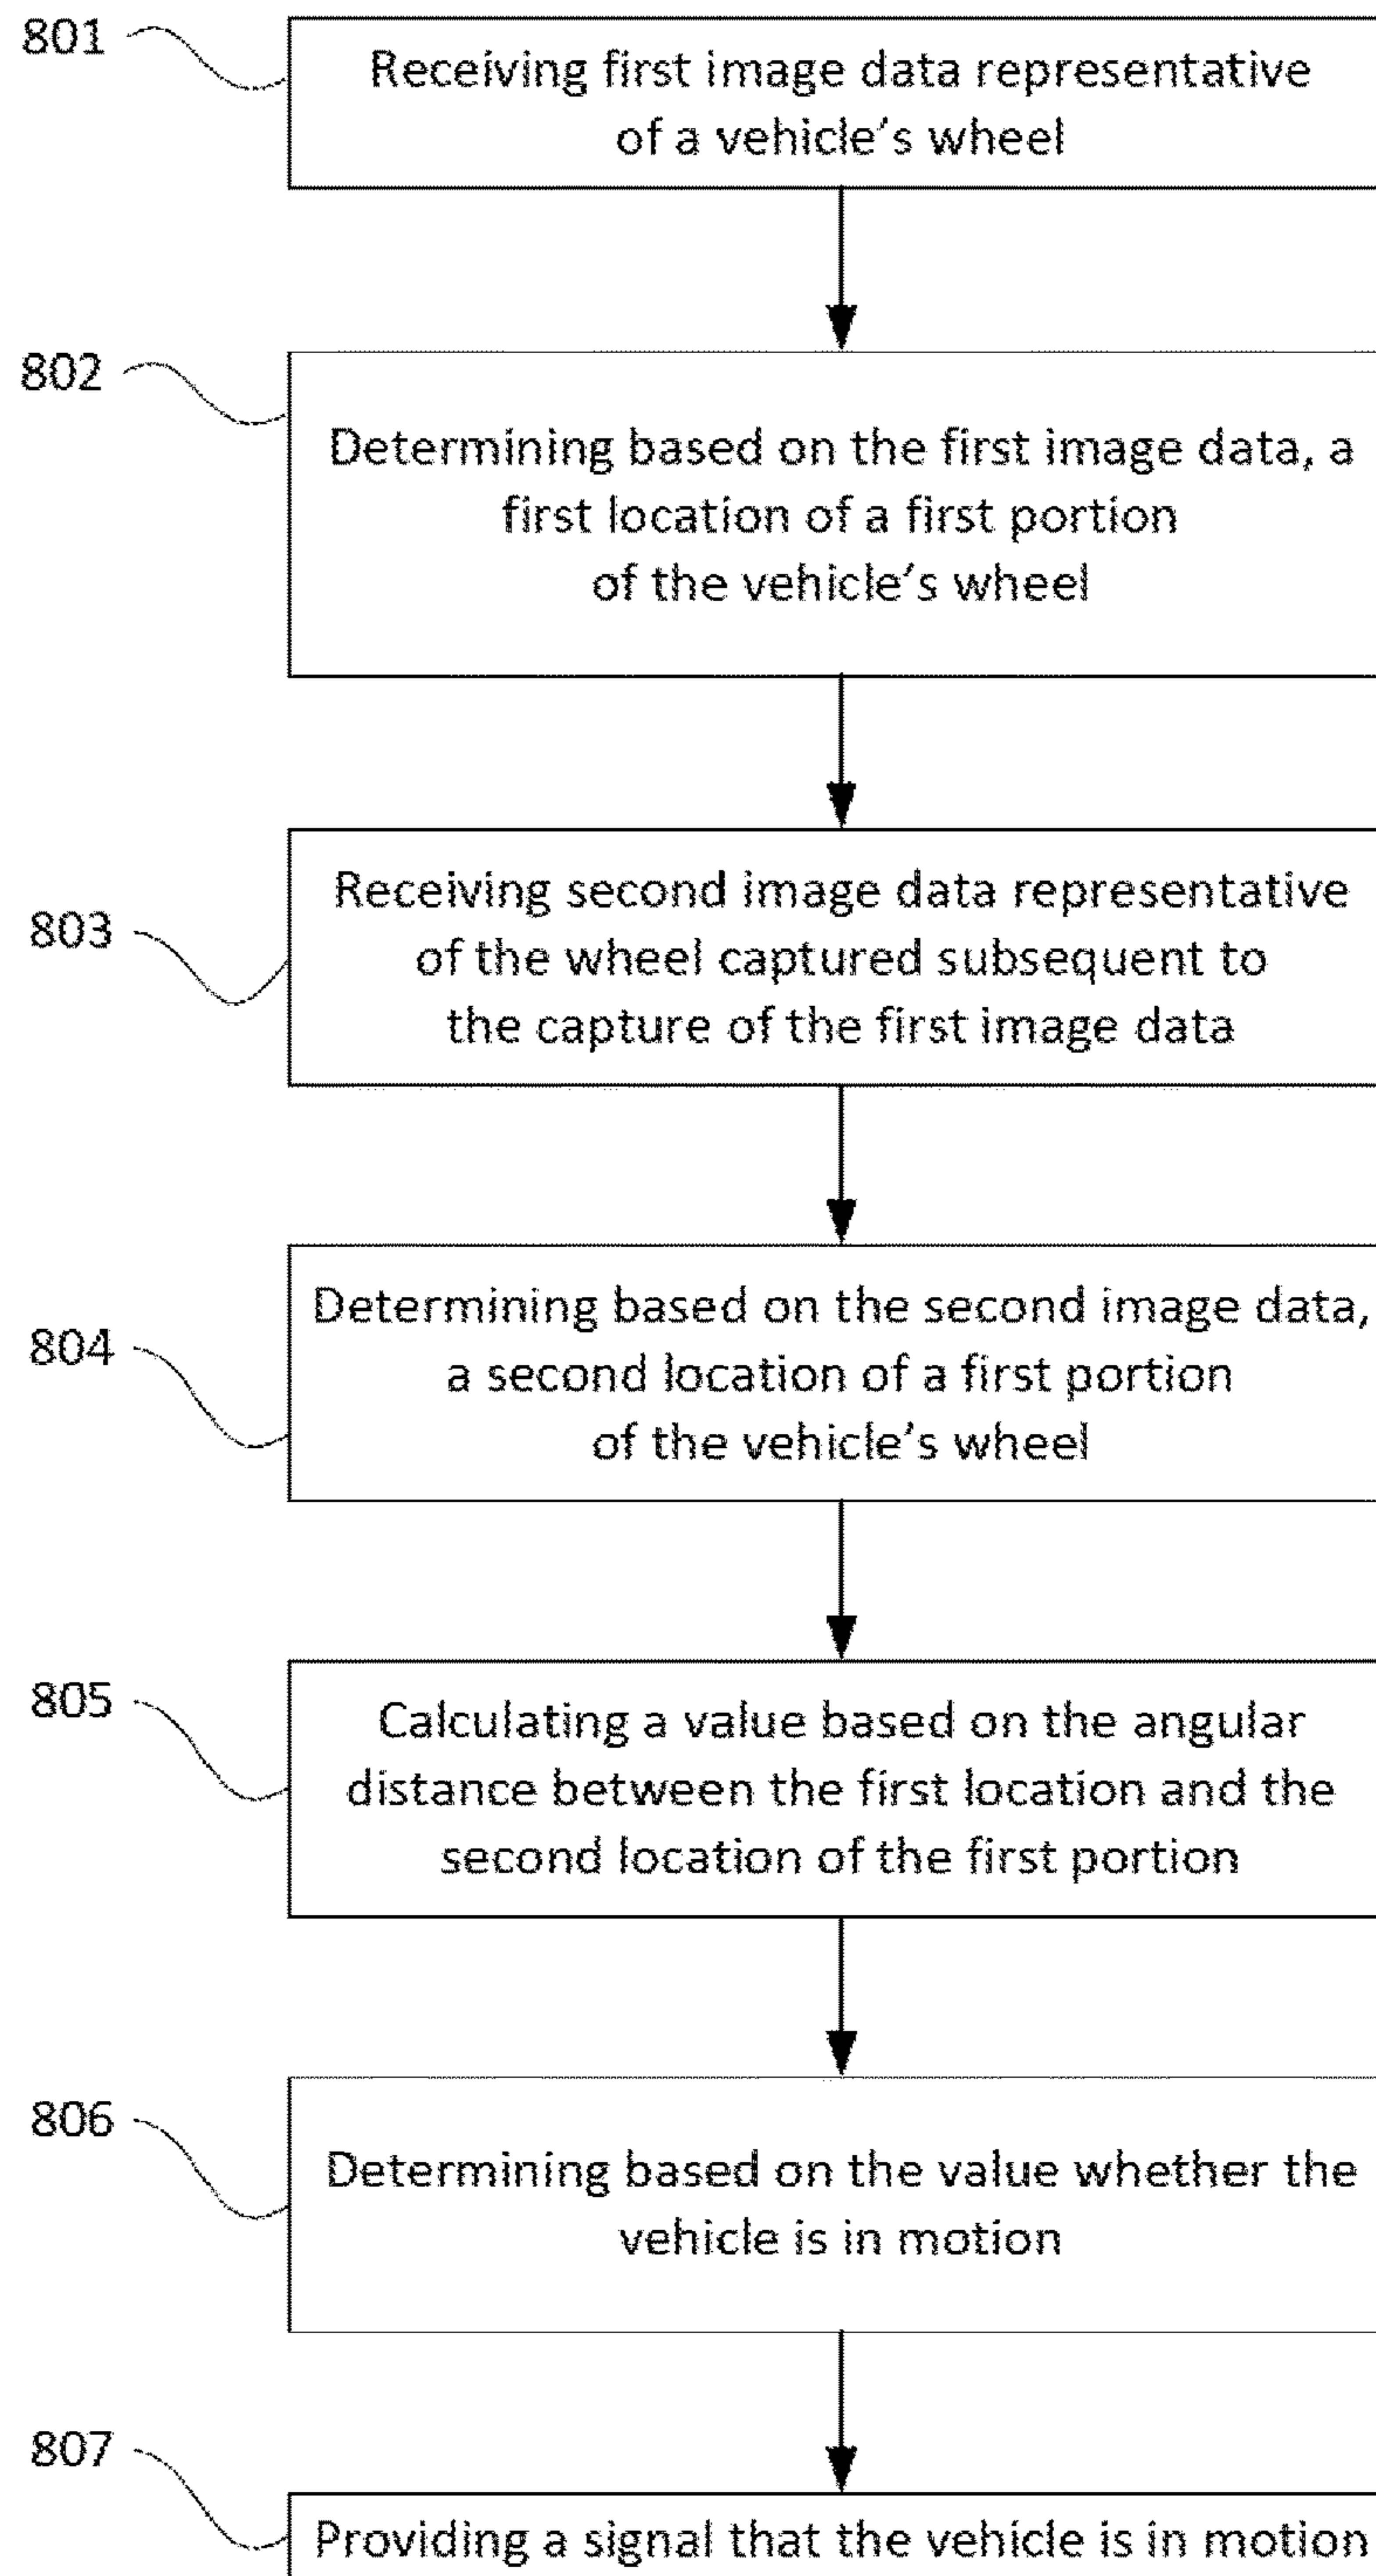 801
Receiving first image data representative
of a vehicle's wheel
802
Determining based on the first image data, a
first location of a first portion
of the vehicle's wheel
803
Receiving second image data representative
of the wheel captured subsequent to
the capture of the first image data
804
Determining based on the second image data,
a second location of a first portion
of the vehicle's wheel
805
Calculating a value based on the angular
distance between the first location and the
second location of the first portion
806
Determining based on the value whether the
vehicle is in motion
807
Providing a signal that the vehicle is in motion